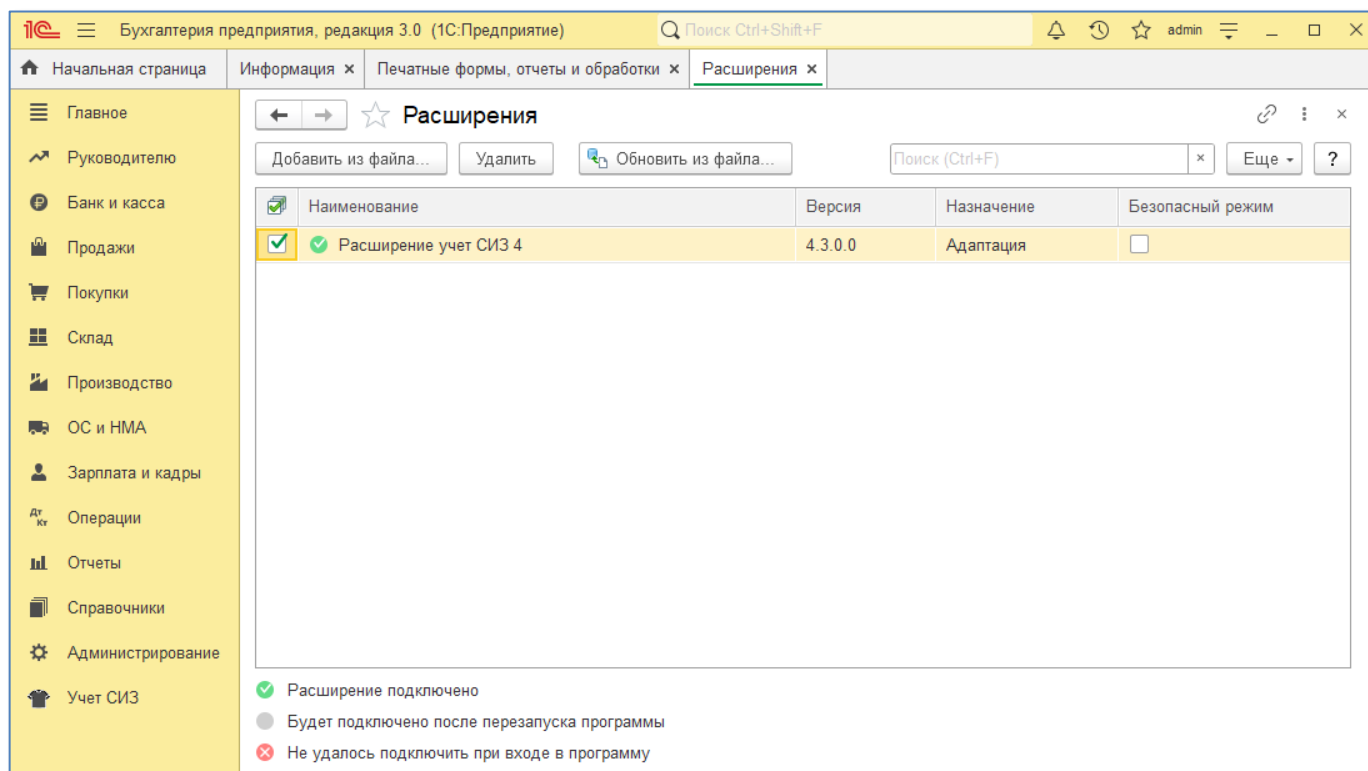 1С Бухгалтерия предприятия, редакция 3.0 (1С:Предприятие) Поиск Ctrl+Shift+F admin
Начальная страница Информация × Печатные формы, отчеты и обработки × Расширения ×
Главное
Руководителю
Банк и касса
Продажи
Покупки
Склад
Производство
ОС и НМА
Зарплата и кадры
Дт Кт Операции
Отчеты
Справочники
Администрирование
Учет СИЗ
Расширения
Добавить из файла... Удалить Обновить из файла... Поиск (Ctrl+F) × Еще ?
Наименование Версия Назначение Безопасный режим
Расширение учет СИЗ 4 4.3.0.0 Адаптация
Расширение подключено
Будет подключено после перезапуска программы
Не удалось подключить при входе в программу